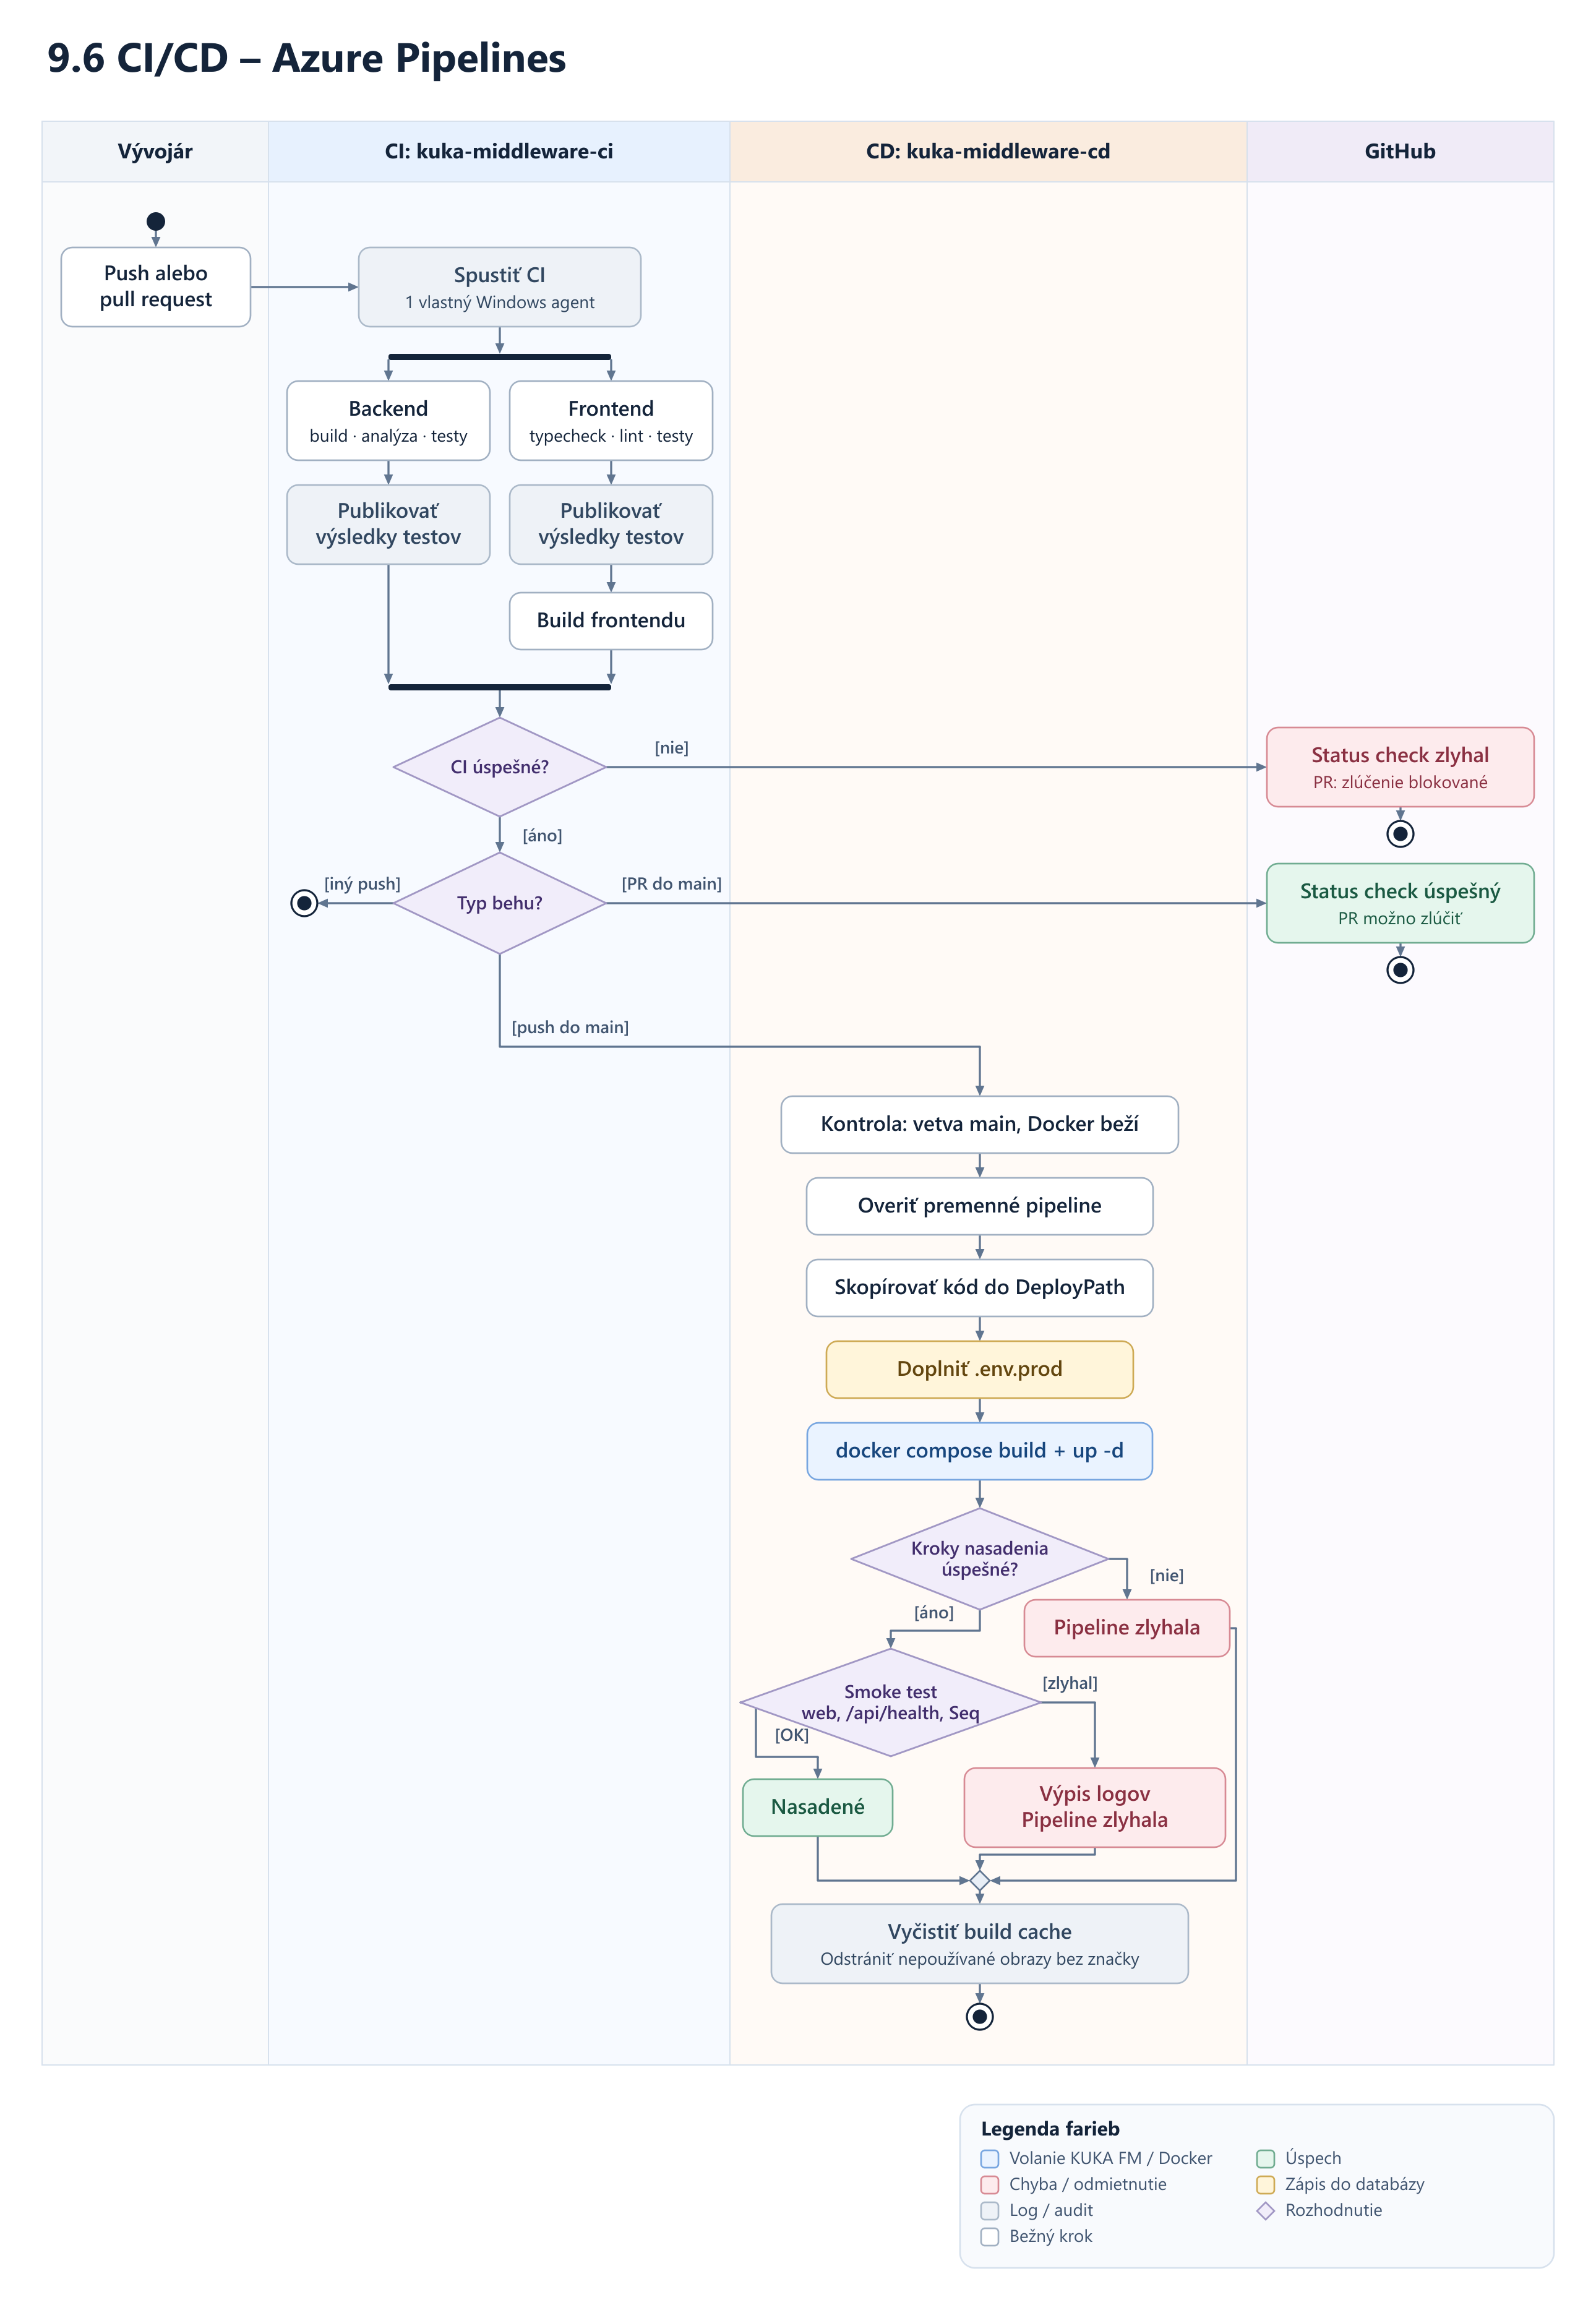 9.6 CI/CD – Azure Pipelines
Vývojár
CI: kuka-middleware-ci
CD: kuka-middleware-cd
GitHub
Push alebo
pull request
Spustiť CI
1 vlastný Windows agent
Backend
build · analýza · testy
Frontend
typecheck · lint · testy
Publikovať
výsledky testov
Publikovať
výsledky testov
Build frontendu
CI úspešné?
[nie]
Status check zlyhal
PR: zlúčenie blokované
[áno]
[iný push]
Typ behu?
[PR do main]
Status check úspešný
PR možno zlúčiť
[push do main]
Kontrola: vetva main, Docker beží
Overiť premenné pipeline
Skopírovať kód do DeployPath
Doplniť .env.prod
docker compose build + up -d
Kroky nasadenia
úspešné?
[nie]
[áno]
Pipeline zlyhala
Smoke test
web, /api/health, Seq
[zlyhal]
[OK]
Nasadené
Výpis logov
Pipeline zlyhala
Vyčistiť build cache
Odstrániť nepoužívané obrazy bez značky
Legenda farieb
Volanie KUKA FM / Docker
Úspech
Chyba / odmietnutie
Zápis do databázy
Log / audit
Rozhodnutie
Bežný krok